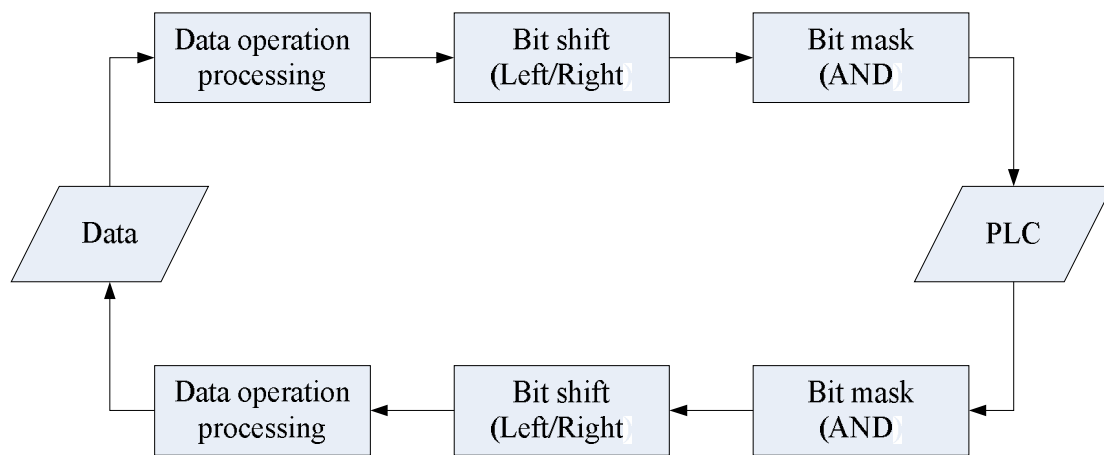 Data operation
processing
Bit shift
(Left/Right)
Bit mask
(AND)
Data
PLC
Data operation
processing
Bit shift
(Left/Right)
Bit mask
(AND)